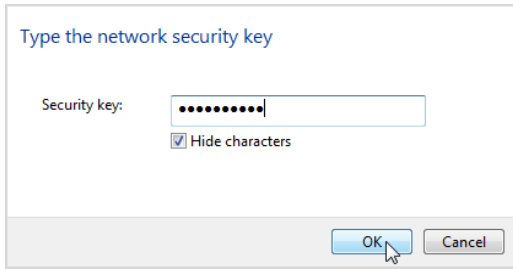 Type the network security key
Security key: ••••••••••
Hide characters
OK Cancel